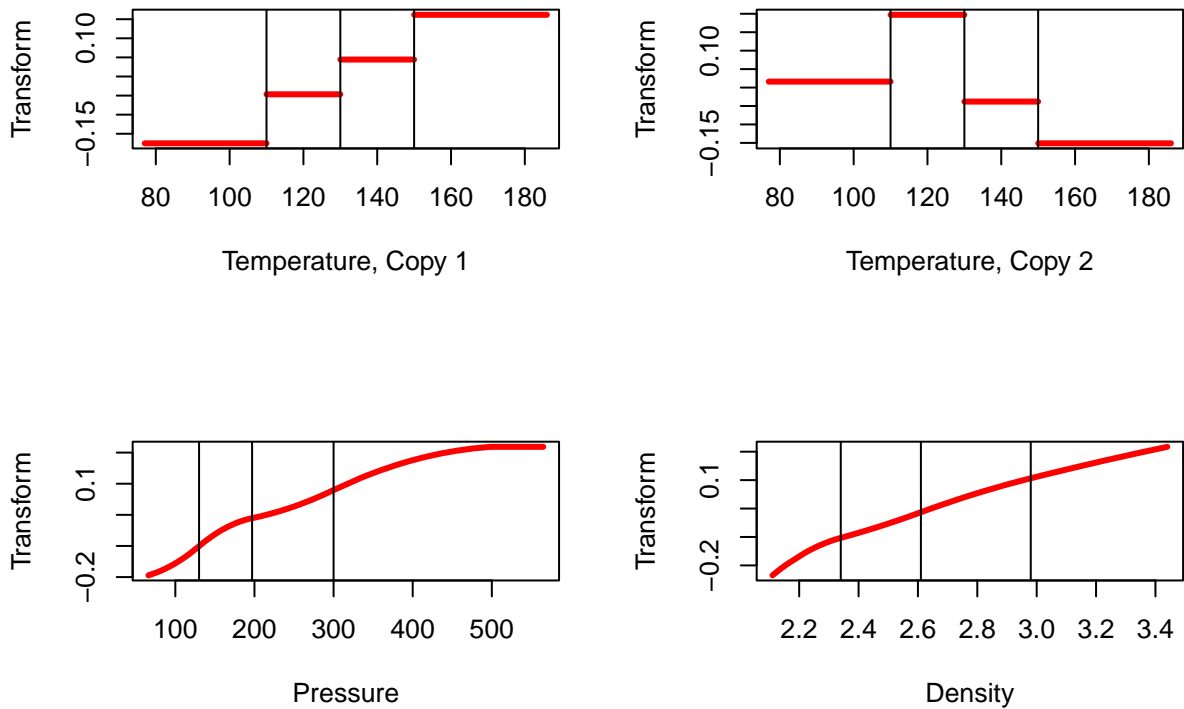 Transform
−0.15
0.10
80 100 120 140 160 180
Temperature, Copy 1
Transform
−0.15
0.10
80 100 120 140 160 180
Temperature, Copy 2
Transform
−0.2
0.1
100 200 300 400 500
Pressure
Transform
−0.2
0.1
2.2 2.4 2.6 2.8 3.0 3.2 3.4
Density